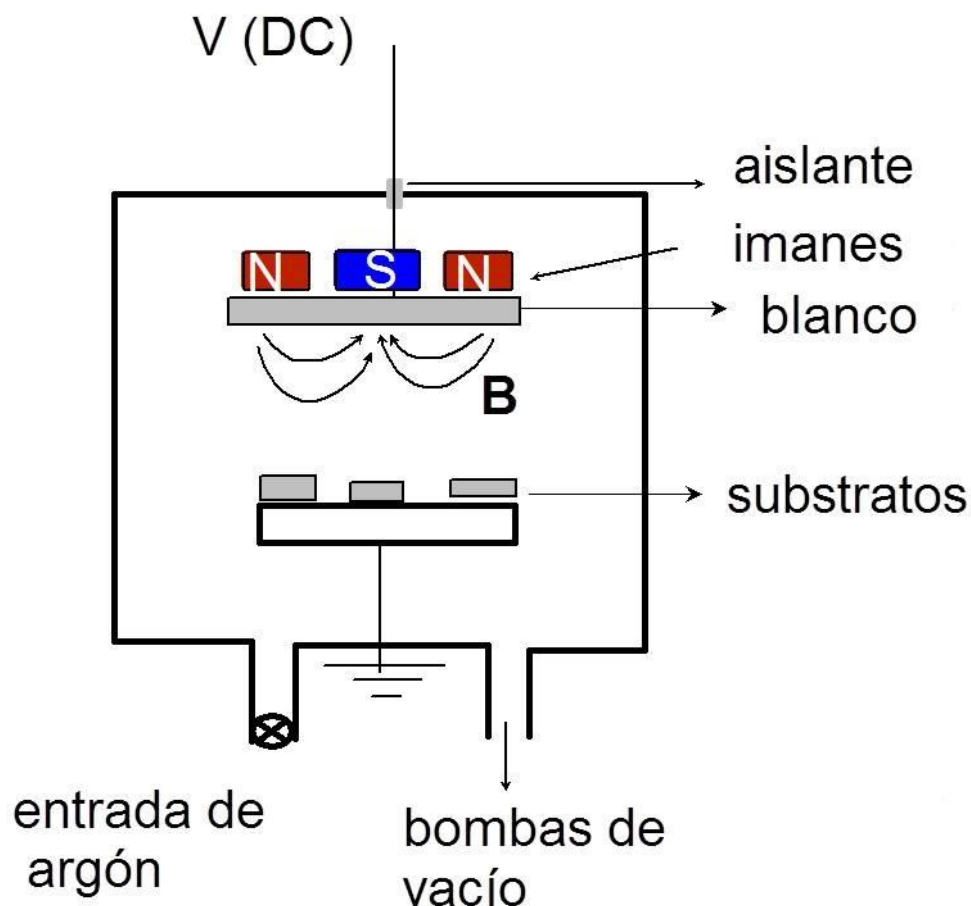 V (DC)
aislante
imanes
N S N
blanco
B
substratos
entrada de
argón
bombas de
vacío